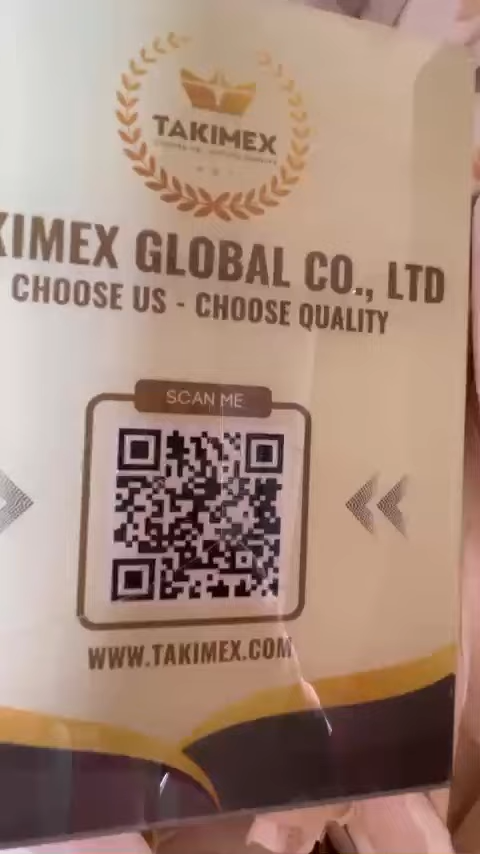 TAKIMEX
KIMEX GLOBAL CO., LTD
CHOOSE US - CHOOSE QUALITY
SCAN ME
WWW.TAKIMEX.COM